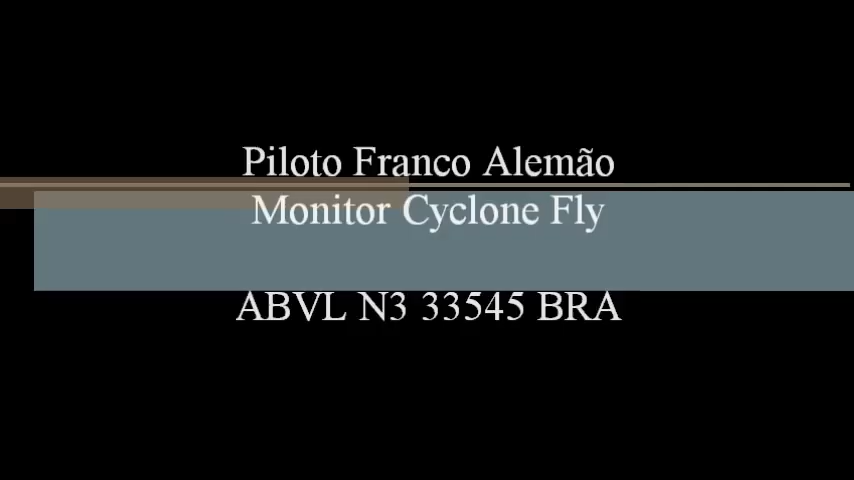 Piloto Franco Alemão
Monitor Cyclone Fly
ABVL N3 33545 BRA